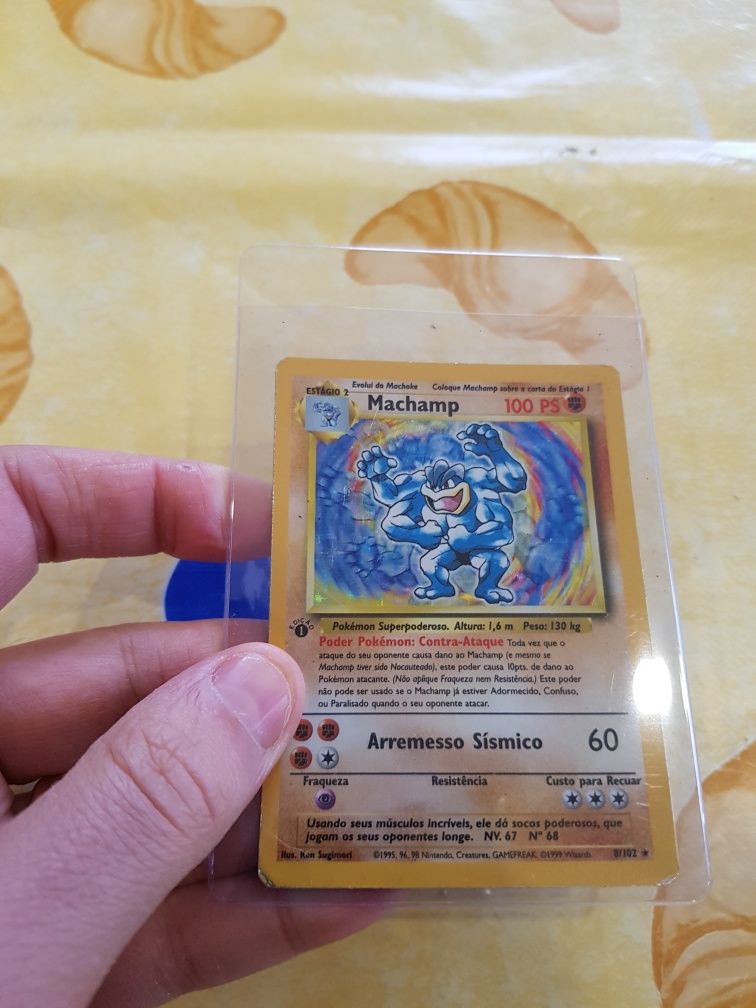 ESTÁGIO 2 Evolui do Machoke Coloque Machamp sobre a carta de Estágio 1
Machamp 100 PS
EDIÇÃO
1
Pokémon Superpoderoso. Altura: 1,6 m Peso: 130 kg
Poder Pokémon: Contra-Ataque Toda vez que o
ataque do seu oponente causa dano ao Machamp (e mesmo se
Machamp tiver sido Nocauteado), este poder causa 10pts. de dano ao
Pokémon atacante. (Não aplique Fraqueza nem Resistência.) Este poder
não pode ser usado se o Machamp já estiver Adormecido, Confuso,
ou Paralisado quando o seu oponente atacar.
Arremesso Sísmico 60
Fraqueza Resistência Custo para Recuar
Usando seus músculos incríveis, ele dá socos poderosos, que
jogam os seus oponentes longe. NV. 67 N° 68
Ilus. Ken Sugimori ©1995, 96, 98 Nintendo, Creatures, GAMEFREAK. ©1999 Wizards. 8/102 ★